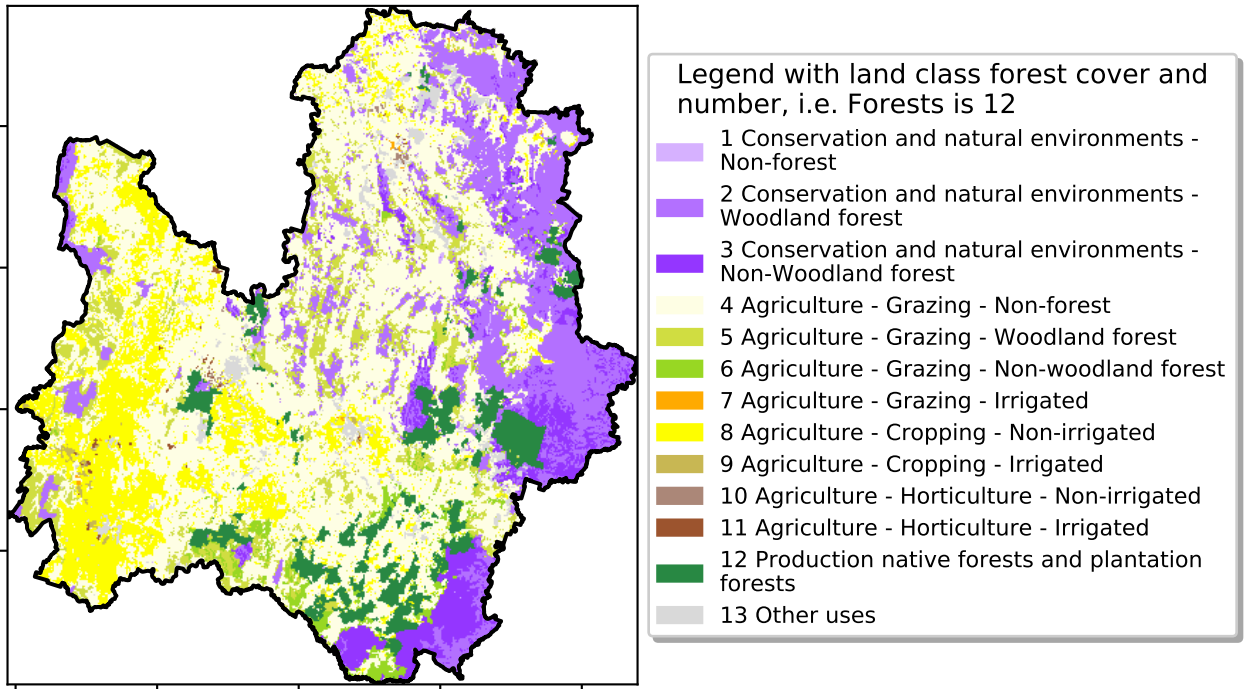 Legend with land class forest cover and
number, i.e. Forests is 12
1 Conservation and natural environments -
Non-forest
2 Conservation and natural environments -
Woodland forest
3 Conservation and natural environments -
Non-Woodland forest
4 Agriculture - Grazing - Non-forest
5 Agriculture - Grazing - Woodland forest
6 Agriculture - Grazing - Non-woodland forest
7 Agriculture - Grazing - Irrigated
8 Agriculture - Cropping - Non-irrigated
9 Agriculture - Cropping - Irrigated
10 Agriculture - Horticulture - Non-irrigated
11 Agriculture - Horticulture - Irrigated
12 Production native forests and plantation
forests
13 Other uses